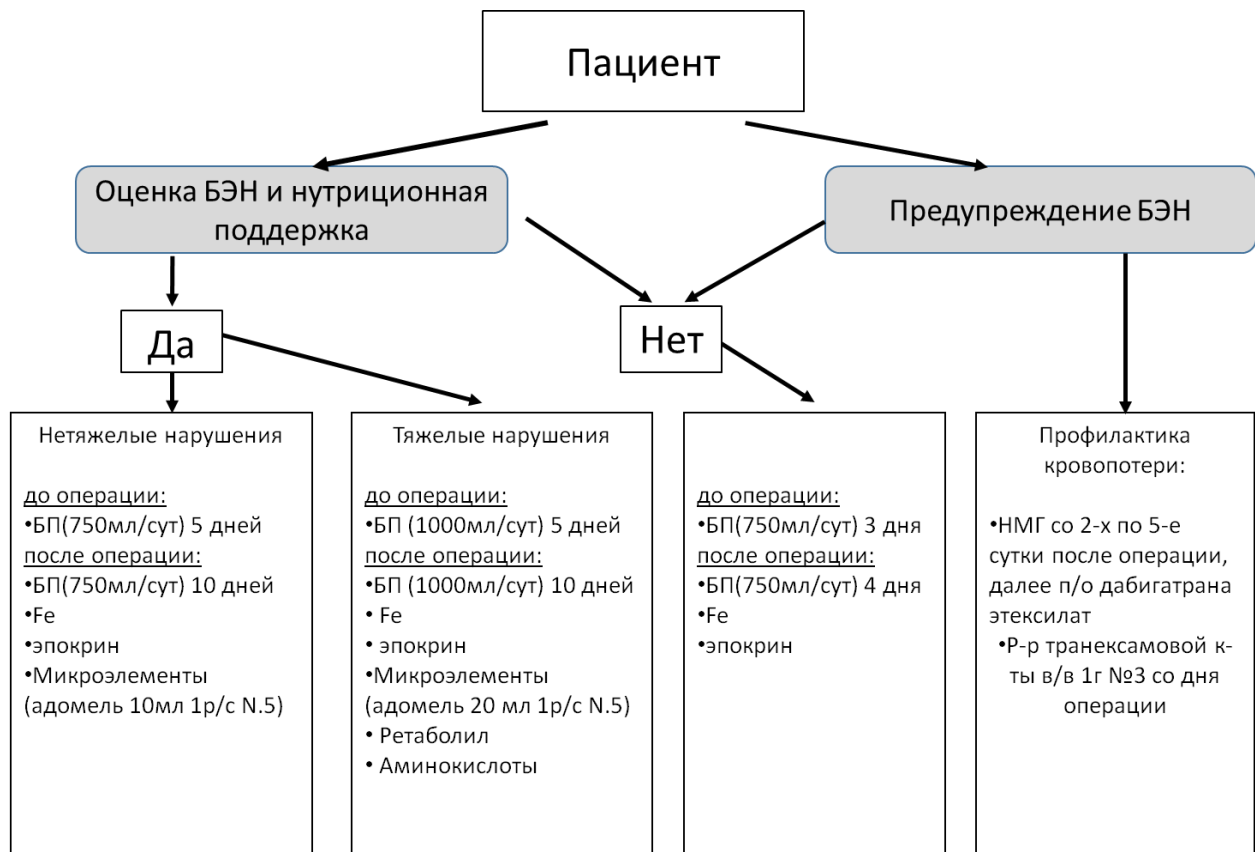 Пациент
Оценка БЭН и нутриционная
поддержка
Предупреждение БЭН
Да
Нет
Нетяжелые нарушения
до операции:
•БП(750мл/сут) 5 дней
после операции:
•БП(750мл/сут) 10 дней
•Fe
•эпокрин
•Микроэлементы
(адомель 10мл 1р/с N.5)
Тяжелые нарушения
до операции:
•БП (1000мл/сут) 5 дней
после операции:
•БП (1000мл/сут) 10 дней
• Fe
• эпокрин
•Микроэлементы
(адомель 20 мл 1р/с N.5)
• Ретаболил
• Аминокислоты
до операции:
•БП(750мл/сут) 3 дня
после операции:
•БП(750мл/сут) 4 дня
•Fe
•эпокрин
Профилактика
кровопотери:
•НМГ со 2-х по 5-е
сутки после операции,
далее п/о дабигатрана
этексилат
•Р-р транексамовой к-
ты в/в 1г №3 со дня
операции